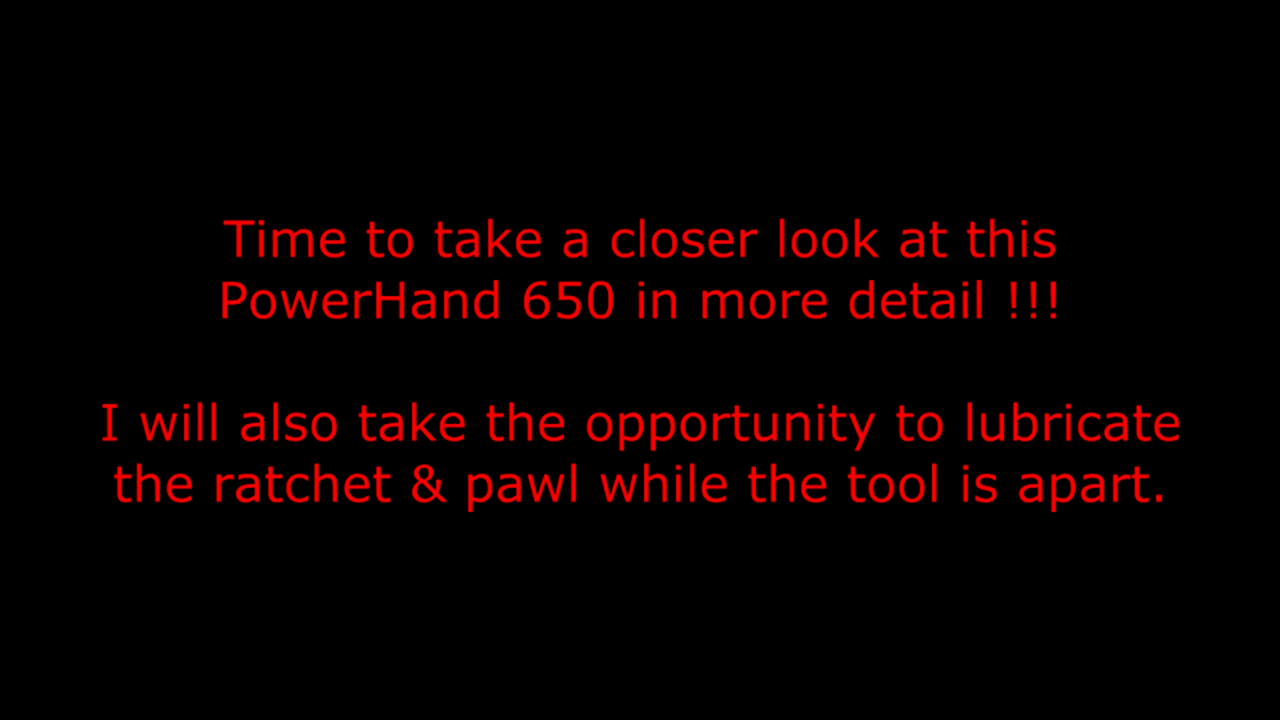 Time to take a closer look at this
PowerHand 650 in more detail !!!
I will also take the opportunity to lubricate
the ratchet & pawl while the tool is apart.